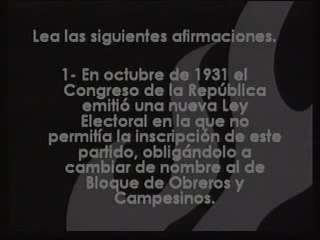 Lea las siguientes afirmaciones.
1- En octubre de 1931 el
Congreso de la República
emitió una nueva Ley
Electoral en la que no
permitía la inscripción de este
partido, obligándolo a
cambiar de nombre al de
Bloque de Obreros y
Campesinos.